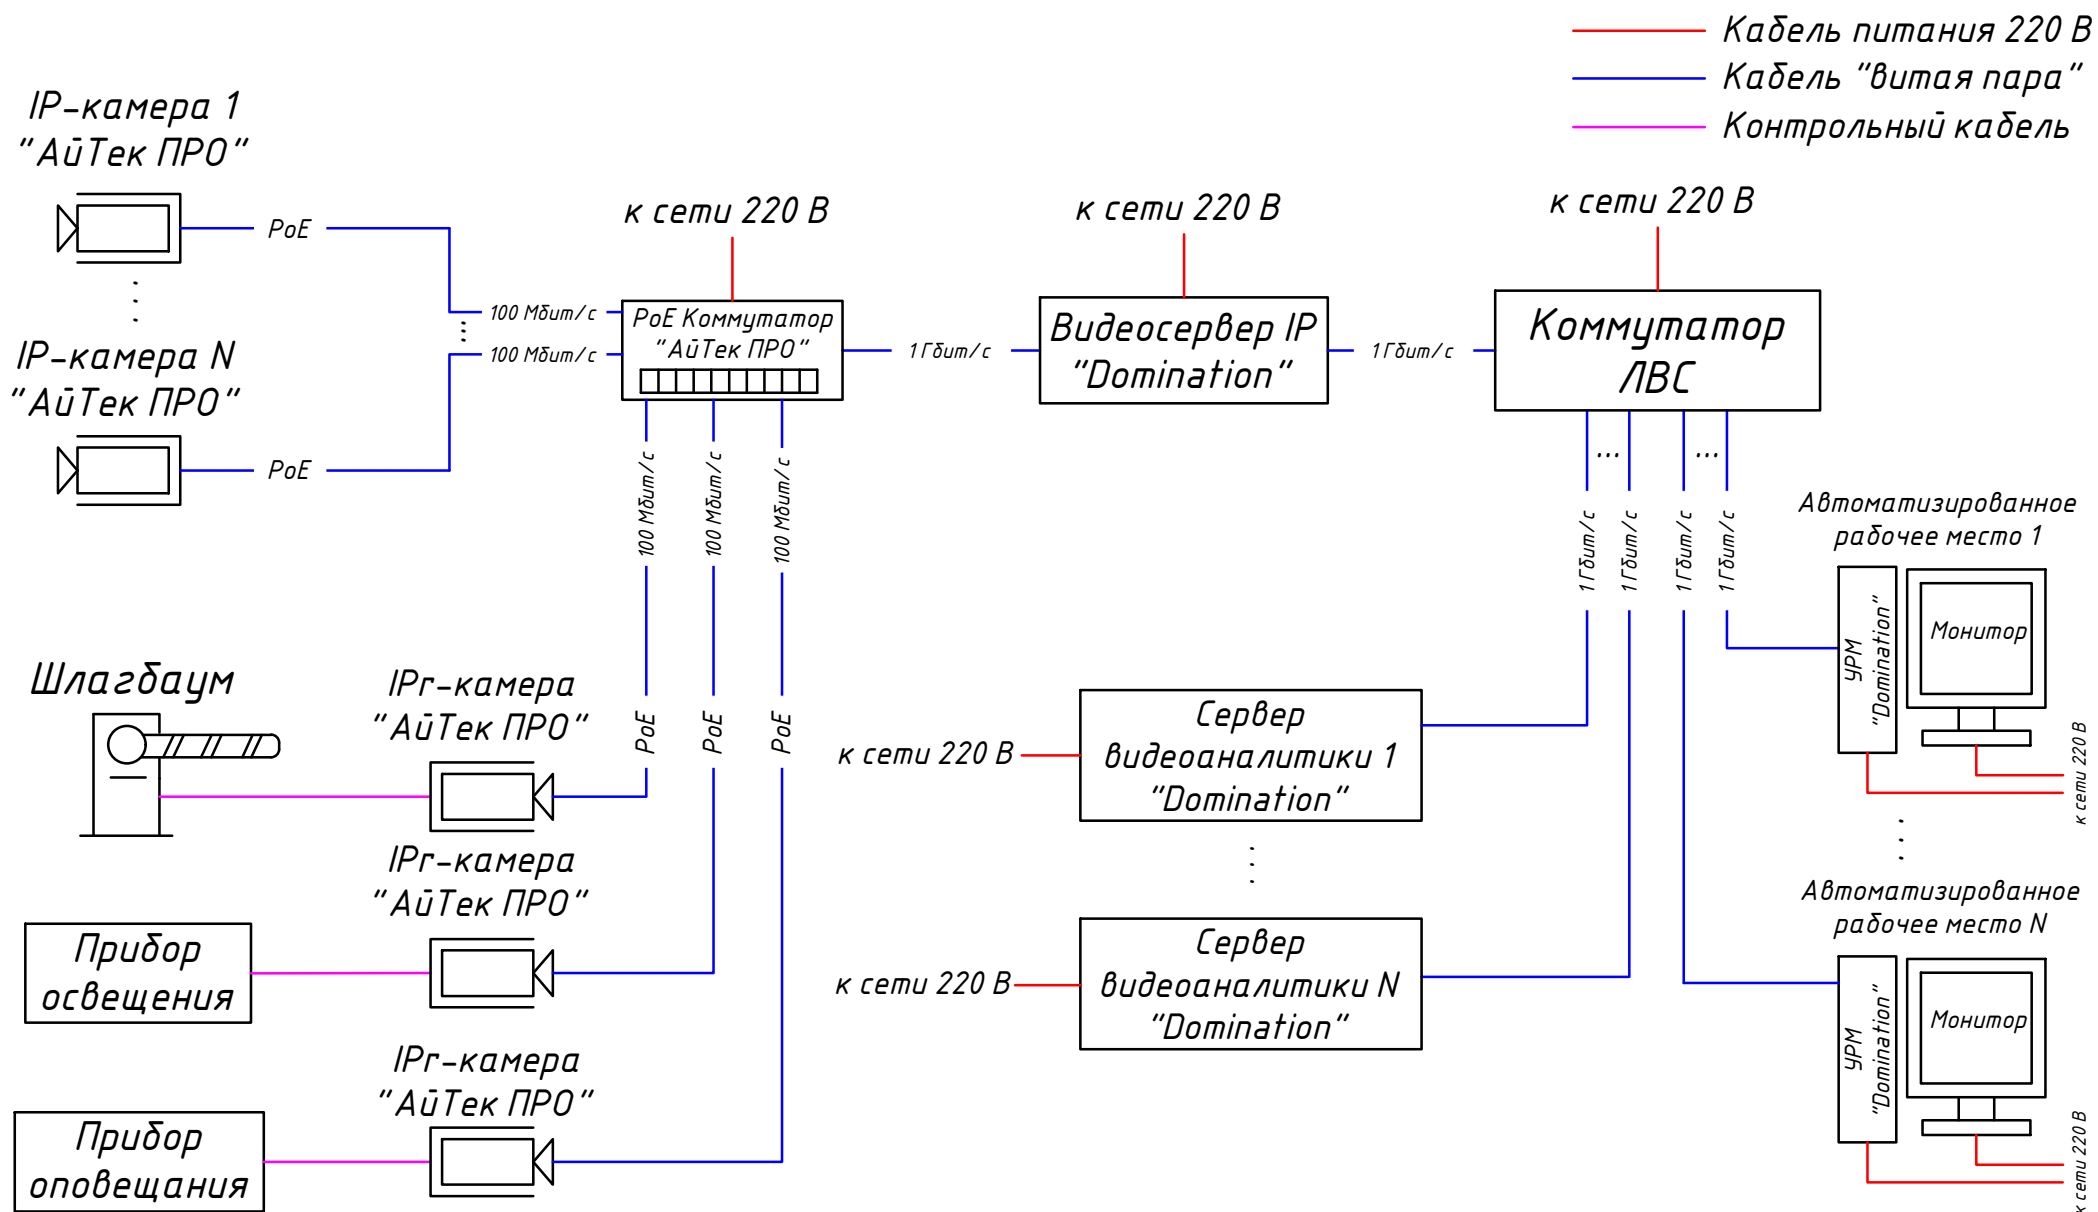 Кабель питания 220 В
Кабель "витая пара"
Контрольный кабель
IP-камера 1
"АйТек ПРО"
PoE
IP-камера N
"АйТек ПРО"
PoE
100 Мбит/с
100 Мбит/с
к сети 220 В
PoE Коммутатор
"АйТек ПРО"
1 Гбит/с
к сети 220 В
Видеосервер IP
"Domination"
1 Гбит/с
к сети 220 В
Коммутатор
ЛВС
100 Мбит/с
100 Мбит/с
100 Мбит/с
PoE
PoE
PoE
...
...
1 Гбит/с
1 Гбит/с
1 Гбит/с
1 Гбит/с
Шлагбаум
IPr-камера
"АйТек ПРО"
IPr-камера
"АйТек ПРО"
Прибор
освещения
IPr-камера
"АйТек ПРО"
Прибор
оповещания
к сети 220 В
Сервер
видеоаналитики 1
"Domination"
к сети 220 В
Сервер
видеоаналитики N
"Domination"
Автоматизированное
рабочее место 1
УРМ
"Domination"
Монитор
к сети 220 В
Автоматизированное
рабочее место N
УРМ
"Domination"
Монитор
к сети 220 В